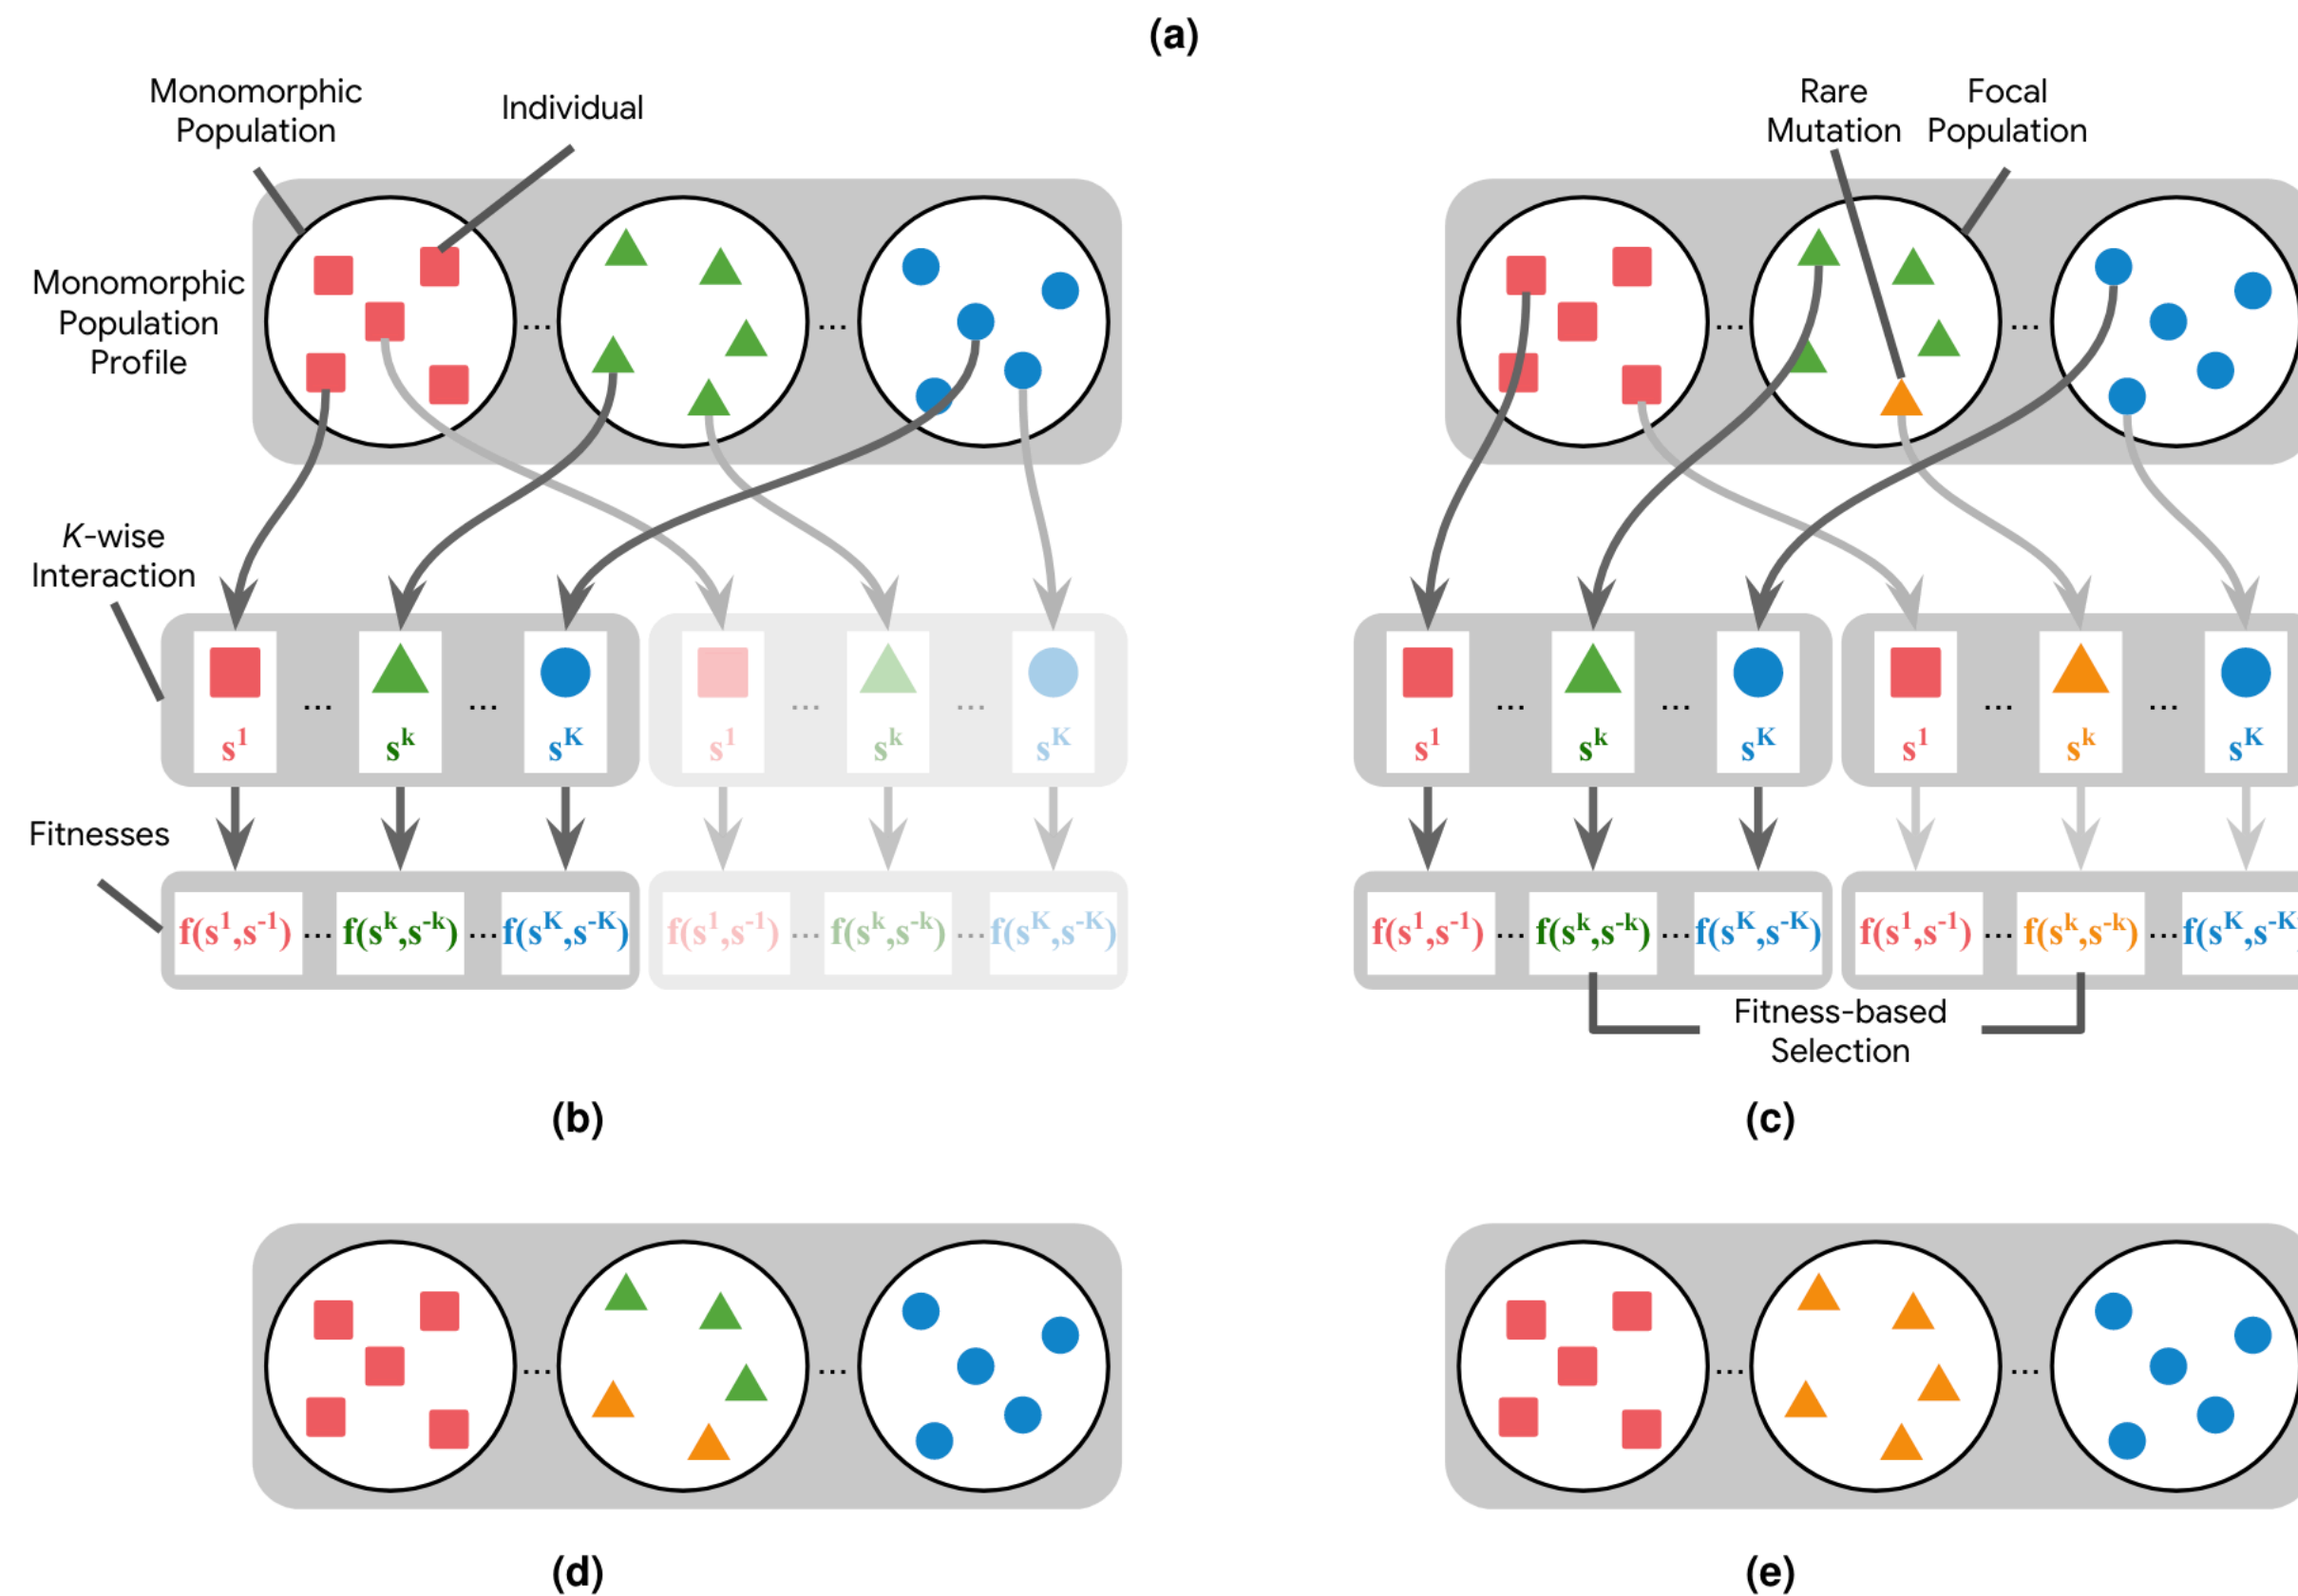 (a)
Monomorphic
Population
Individual
Monomorphic
Population
Profile
...
...
K-wise
Interaction
... ...
s¹ sᵏ sᴷ
... ...
s¹ sᵏ sᴷ
Fitnesses
f(s¹,s⁻¹) ... f(sᵏ,s⁻ᵏ) ... f(sᴷ,s⁻ᴷ)
f(s¹,s⁻¹) ... f(sᵏ,s⁻ᵏ) ... f(sᴷ,s⁻ᴷ)
(b)
Rare
Mutation
Focal
Population
...
...
... ...
s¹ sᵏ sᴷ
... ...
s¹ sᵏ sᴷ
f(s¹,s⁻¹) ... f(sᵏ,s⁻ᵏ) ... f(sᴷ,s⁻ᴷ)
f(s¹,s⁻¹) ... f(sᵏ,s⁻ᵏ) ... f(sᴷ,s⁻ᴷ
Fitness-based
Selection
(c)
...
...
(d)
...
...
(e)